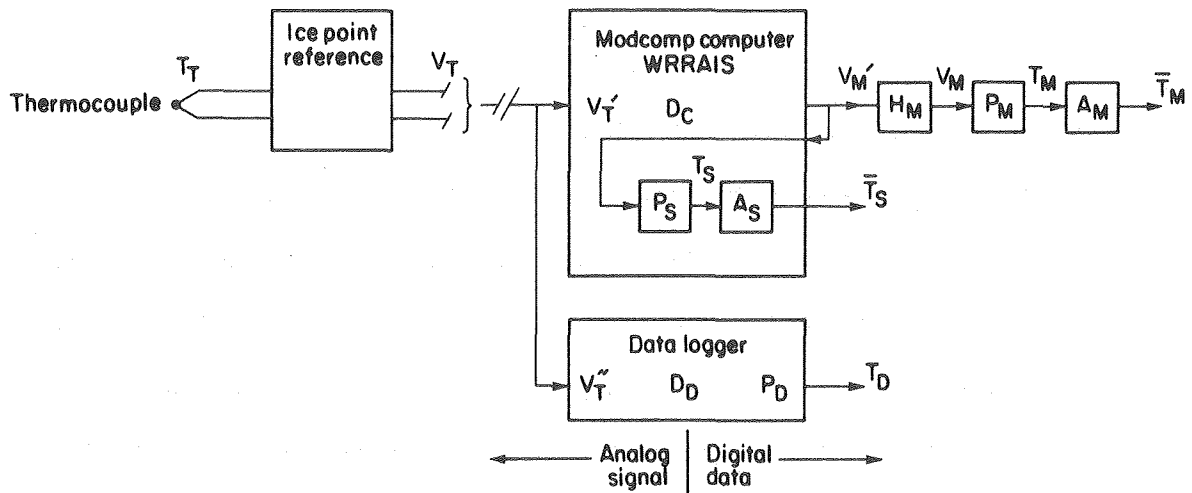 Ice point
reference
T_T
Thermocouple
V_T
Modcomp computer
WRRAIS
V_T′ D_C
V_M′ H_M V_M P_M T_M A_M T̅_M
P_S T_S A_S T̅_S
Data logger
V_T″ D_D P_D T_D
Analog
signal
Digital
data